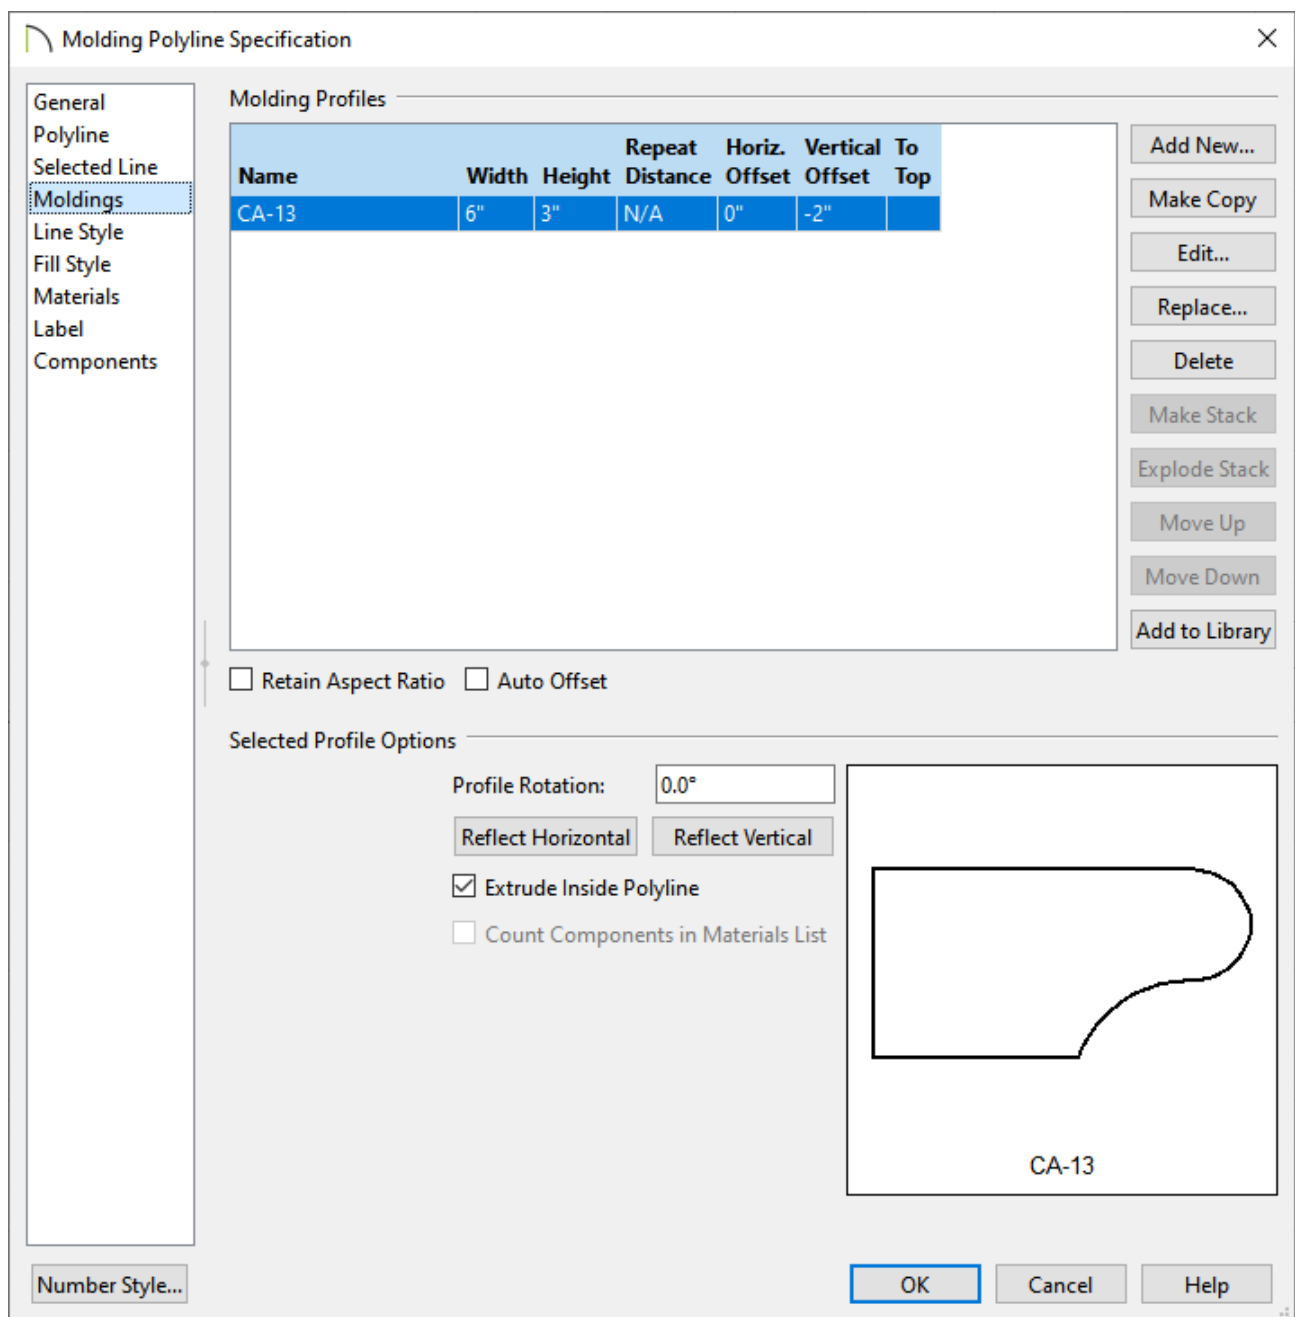 Molding Polyline Specification
General
Polyline
Selected Line
Moldings
Line Style
Fill Style
Materials
Label
Components
Molding Profiles
Name Width Height Repeat Distance Horiz. Offset Vertical Offset To Top
CA-13 6" 3" N/A 0" -2"
Add New...
Make Copy
Edit...
Replace...
Delete
Make Stack
Explode Stack
Move Up
Move Down
Add to Library
Retain Aspect Ratio Auto Offset
Selected Profile Options
Profile Rotation: 0.0°
Reflect Horizontal Reflect Vertical
Extrude Inside Polyline
Count Components in Materials List
CA-13
Number Style... OK Cancel Help